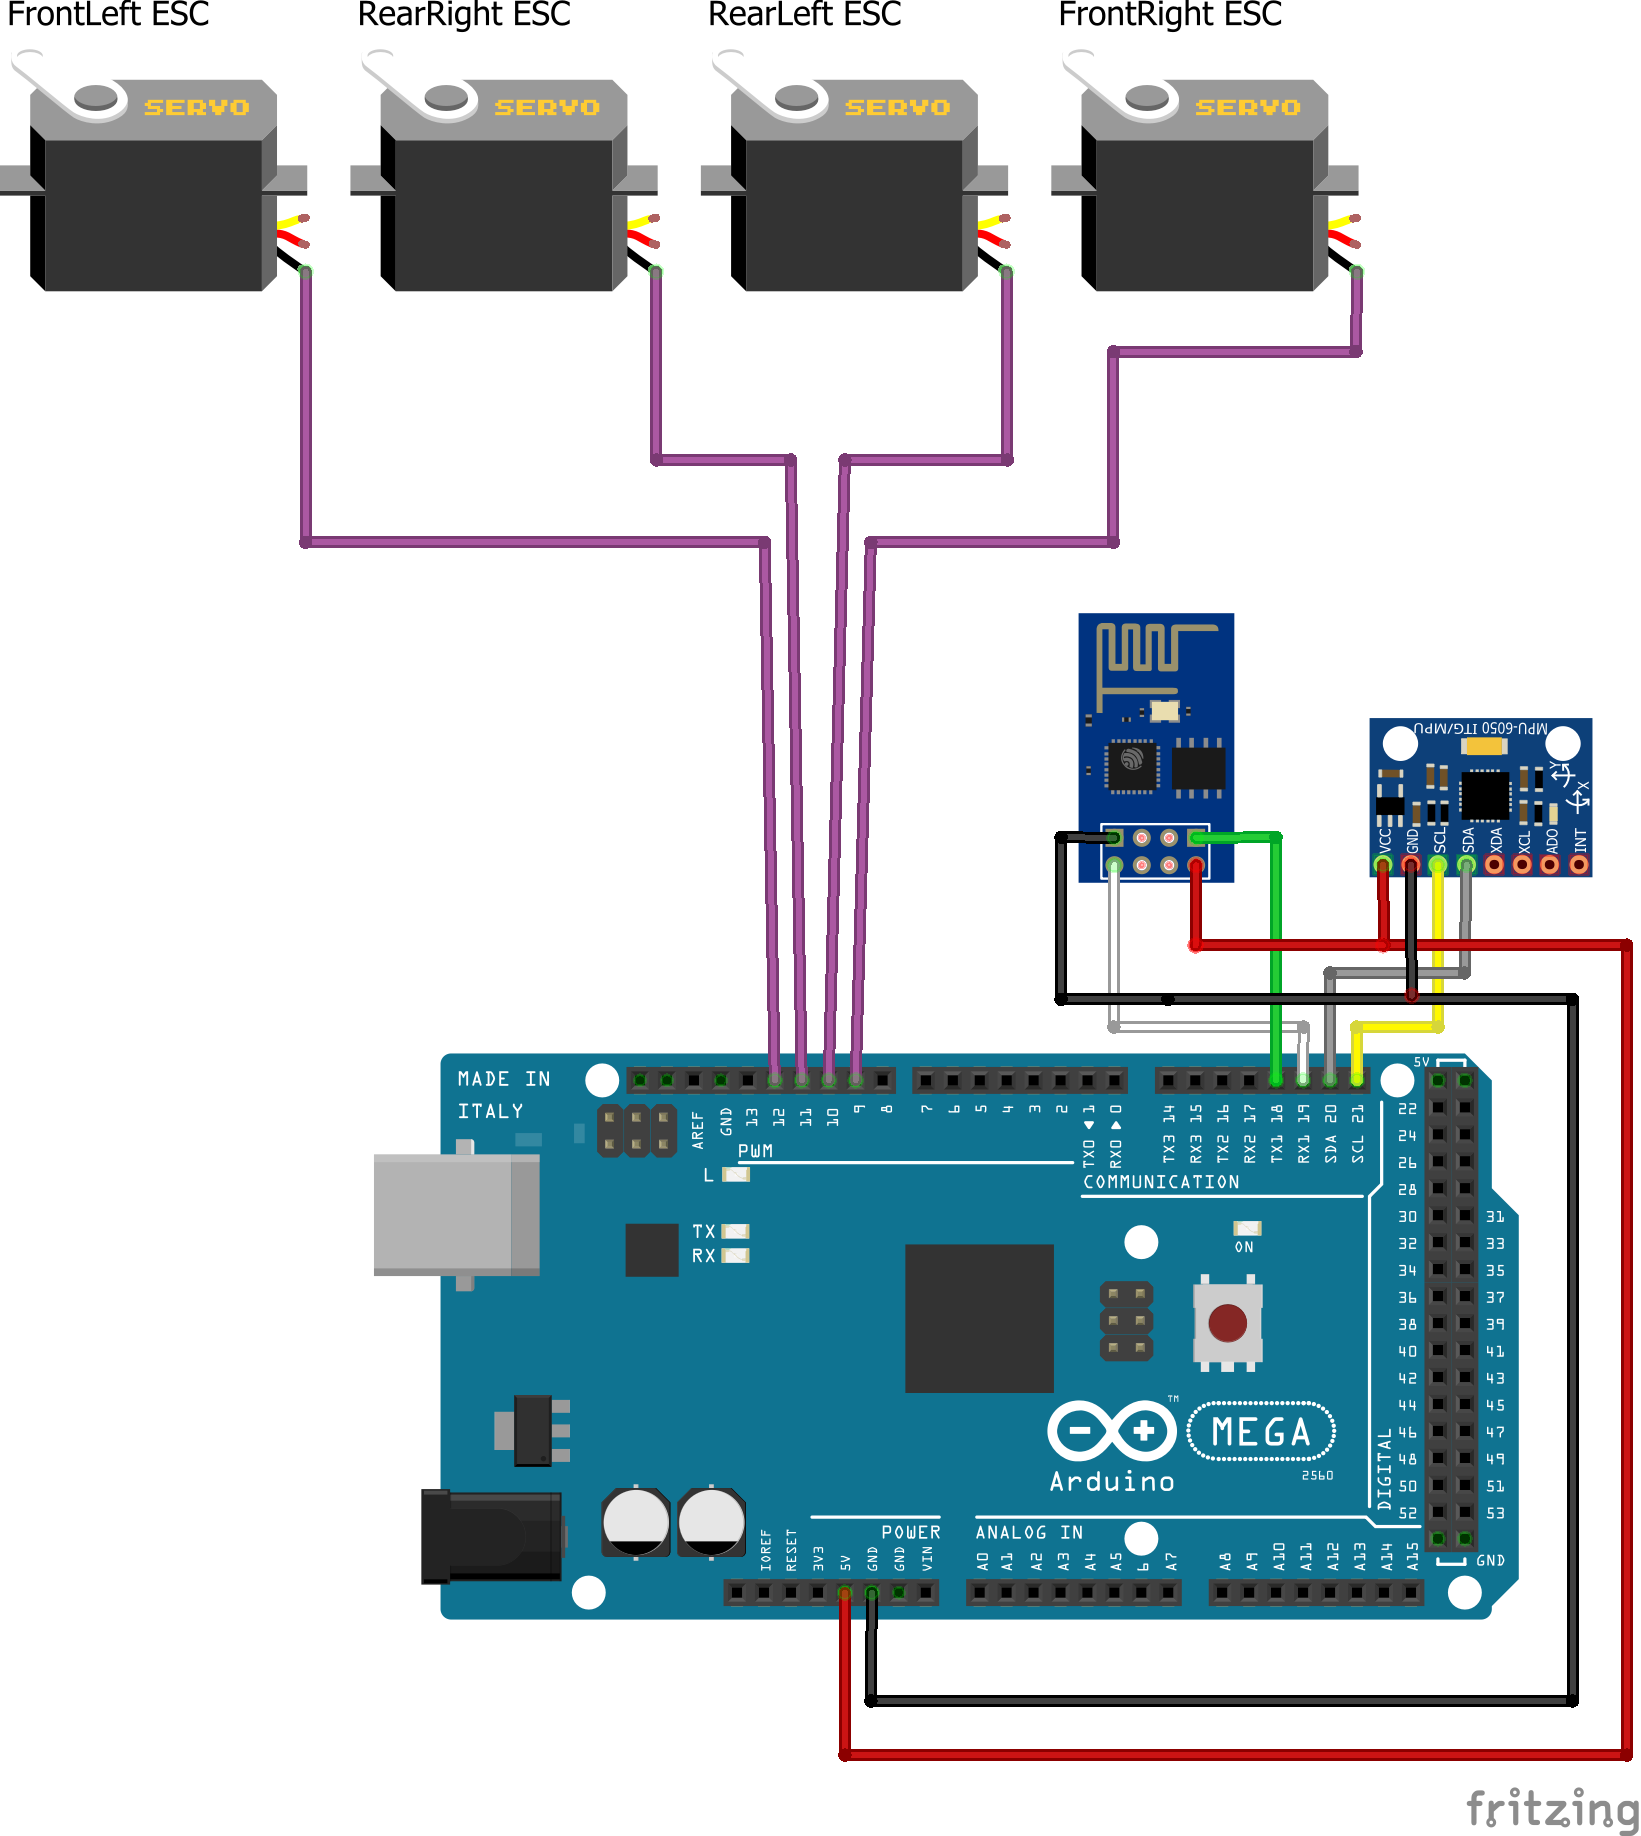 FrontLeft ESC
RearRight ESC
RearLeft ESC
FrontRight ESC
SERVO
SERVO
SERVO
SERVO
MPU-6050 ITG/MPU
Y
X
VCC
GND
SCL
SDA
XDA
XCL
ADO
INT
MADE IN
ITALY
AREF
GND
13
12
11
10
9
8
7
6
5
4
3
2
TX0 1
RX0 0
TX3 14
RX3 15
TX2 16
RX2 17
TX1 18
RX1 19
SDA 20
SCL 21
5V
PWM
COMMUNICATION
L
TX
RX
ON
22
24
26
28
30 31
32 33
34 35
36 37
38 39
40 41
42 43
44 45
46 47
48 49
50 51
52 53
GND
DIGITAL
TM
MEGA
Arduino
2560
POWER
ANALOG IN
IOREF
RESET
3V3
5V
GND
GND
VIN
A0
A1
A2
A3
A4
A5
6
A7
A8
A9
A10
A11
A12
A13
A14
A15
fritzing